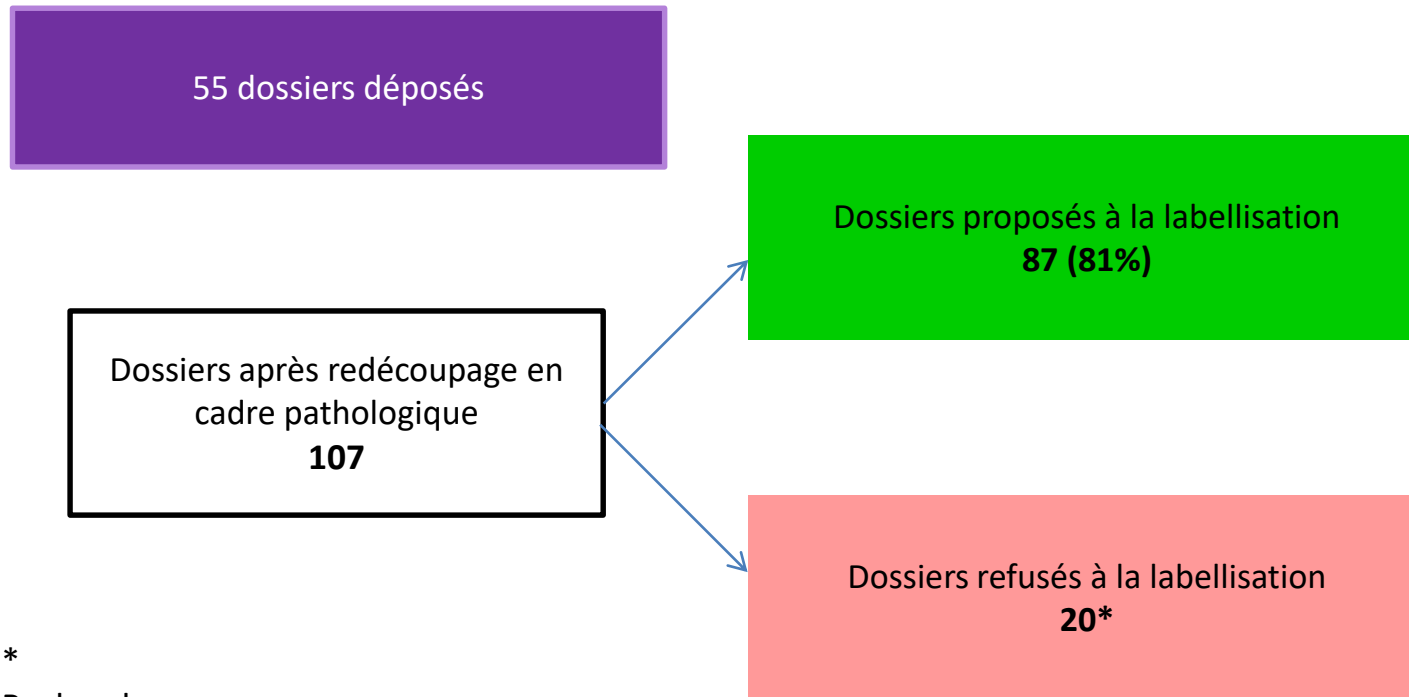 55 dossiers déposés
Dossiers proposés à la labellisation
87 (81%)
Dossiers après redécoupage en
cadre pathologique
107
Dossiers refusés à la labellisation
20*
*